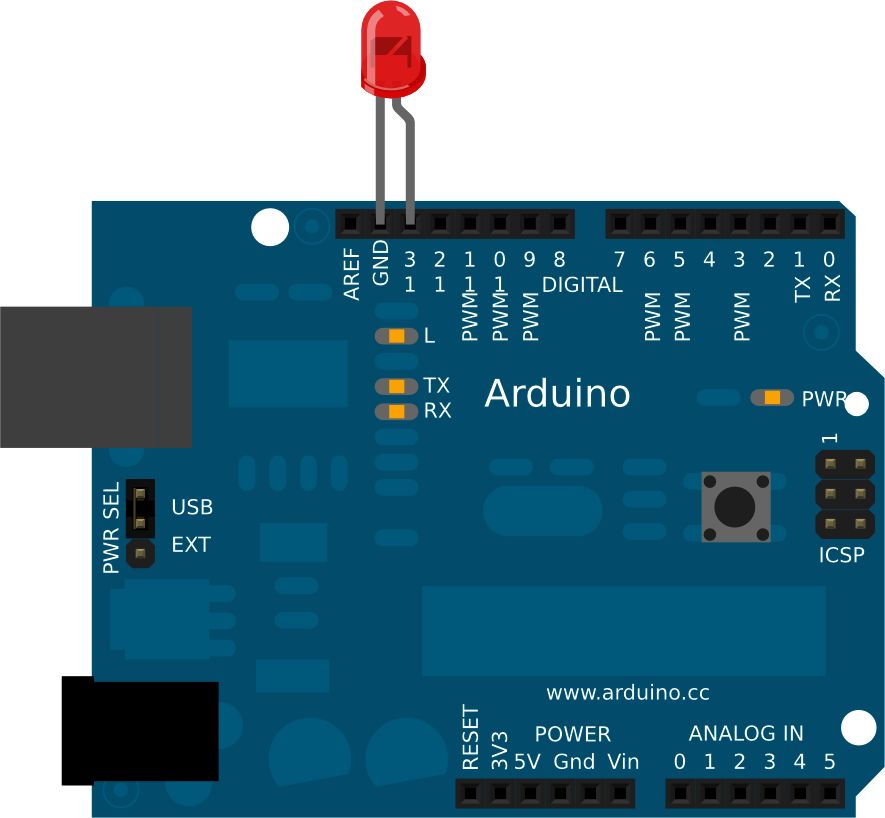 AREF
GND
13
12
11
10
9
8
7
6
5
4
3
2
1
0
PWM
PWM
PWM
DIGITAL
PWM
PWM
PWM
TX
RX
L
TX
RX
Arduino
PWR
1
ICSP
PWR SEL
USB
EXT
www.arduino.cc
RESET
3V3
POWER
5V Gnd Vin
ANALOG IN
0 1 2 3 4 5